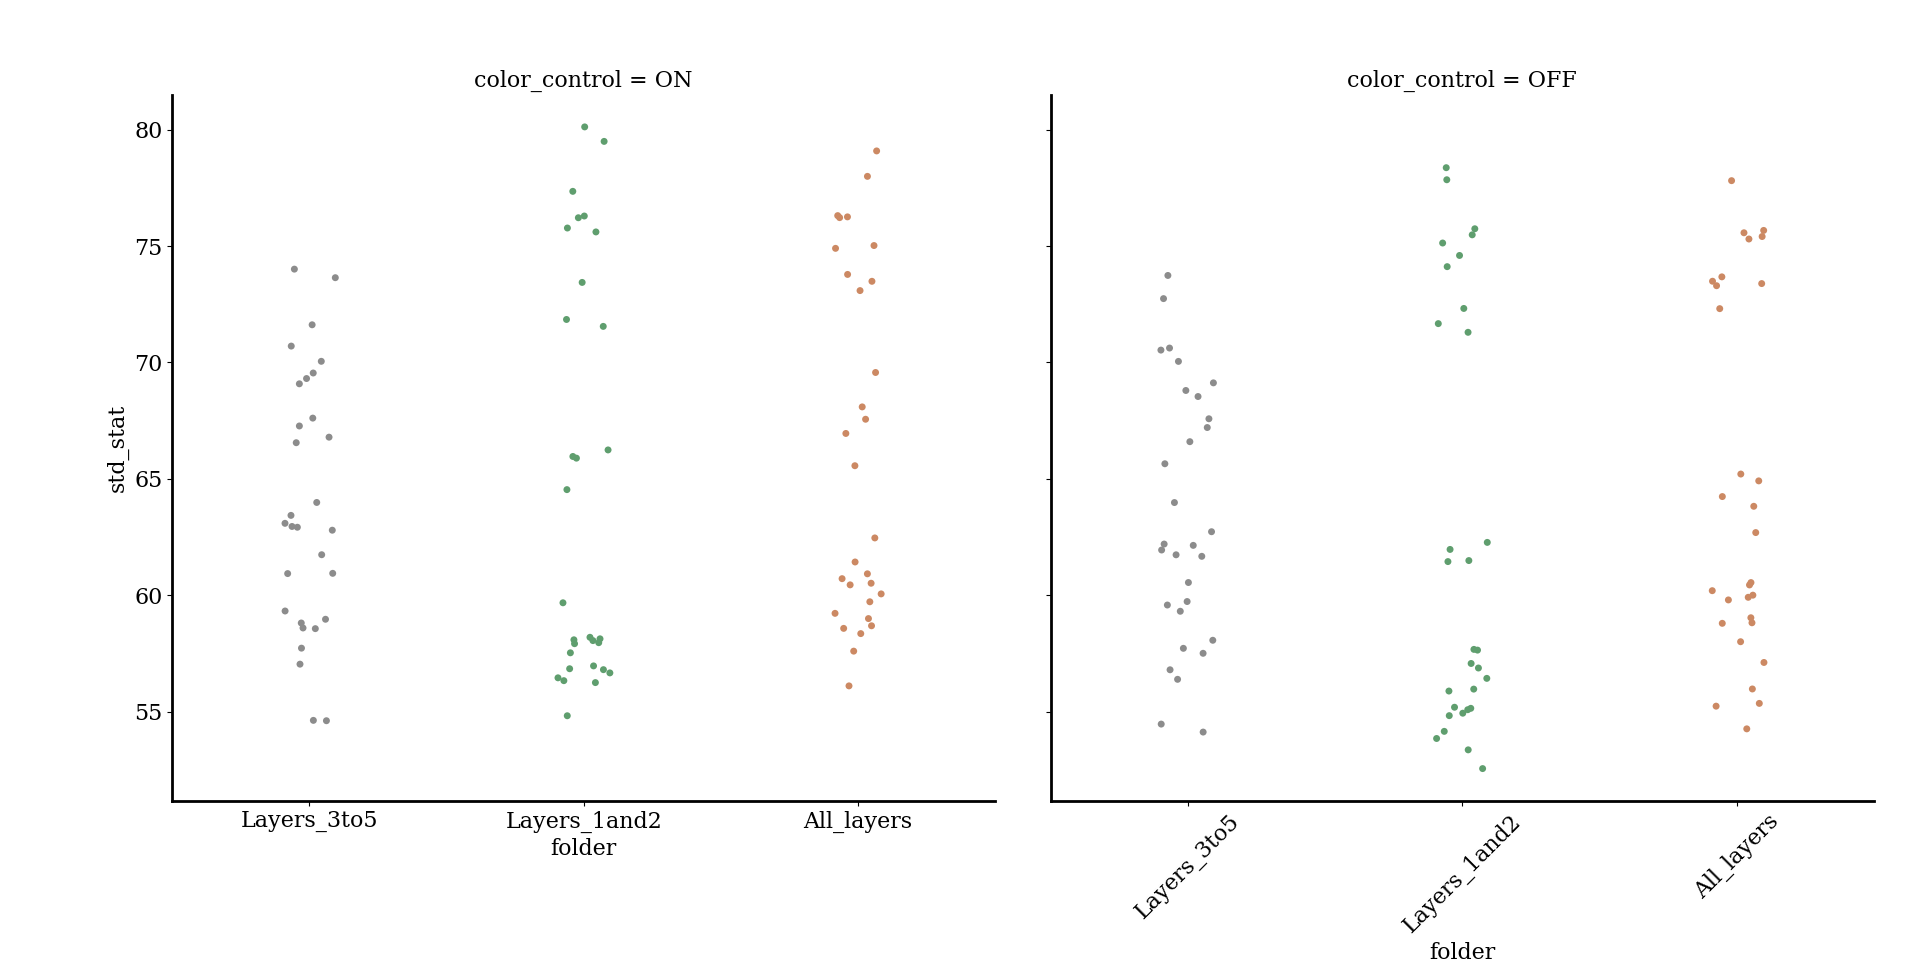 color_control = ON
color_control = OFF
std_stat
80
75
70
65
60
55
Layers_3to5
Layers_1and2
All_layers
folder
Layers_3to5
Layers_1and2
All_layers
folder